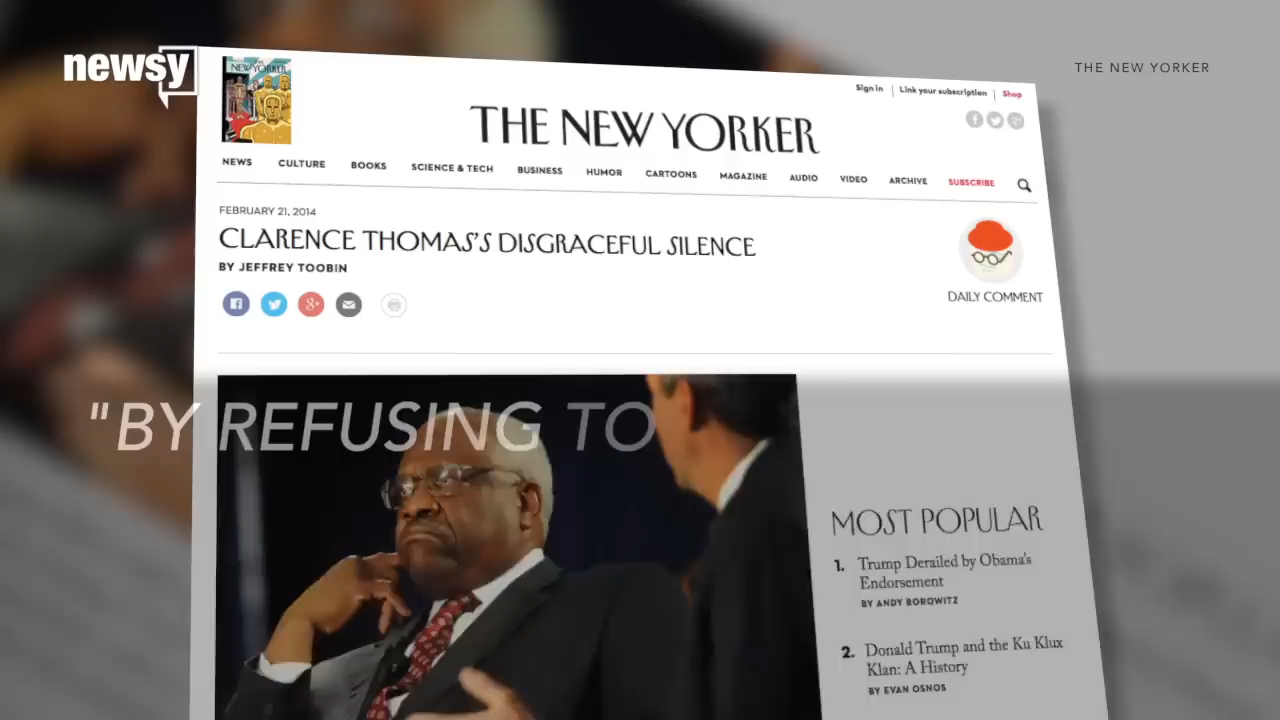 newsy
THE NEW YORKER
NEW YORKER
Sign in | Link your subscription | Shop
THE NEW YORKER
NEWS CULTURE BOOKS SCIENCE & TECH BUSINESS HUMOR CARTOONS MAGAZINE AUDIO VIDEO ARCHIVE SUBSCRIBE
FEBRUARY 21, 2014
CLARENCE THOMAS'S DISGRACEFUL SILENCE
BY JEFFREY TOOBIN
DAILY COMMENT
"BY REFUSING TO
MOST POPULAR
1. Trump Derailed by Obama's
Endorsement
BY ANDY BOROWITZ
2. Donald Trump and the Ku Klux
Klan: A History
BY EVAN OSNOS